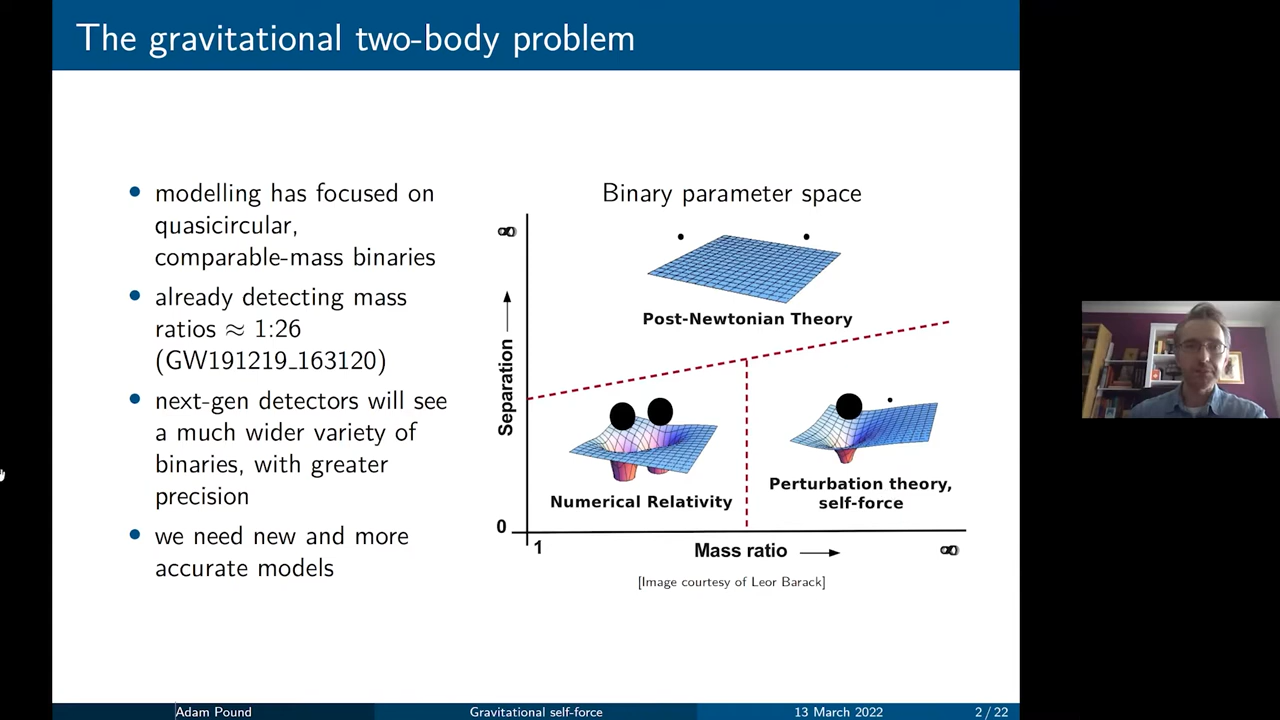 The gravitational two-body problem
• modelling has focused on
quasicircular,
comparable-mass binaries
• already detecting mass
ratios ≈ 1:26
(GW191219_163120)
• next-gen detectors will see
a much wider variety of
binaries, with greater
precision
• we need new and more
accurate models
Binary parameter space
∞
Separation
0
1
Post-Newtonian Theory
Numerical Relativity
Perturbation theory,
self-force
Mass ratio
∞
[Image courtesy of Leor Barack]
Adam Pound
Gravitational self-force
13 March 2022
2 / 22